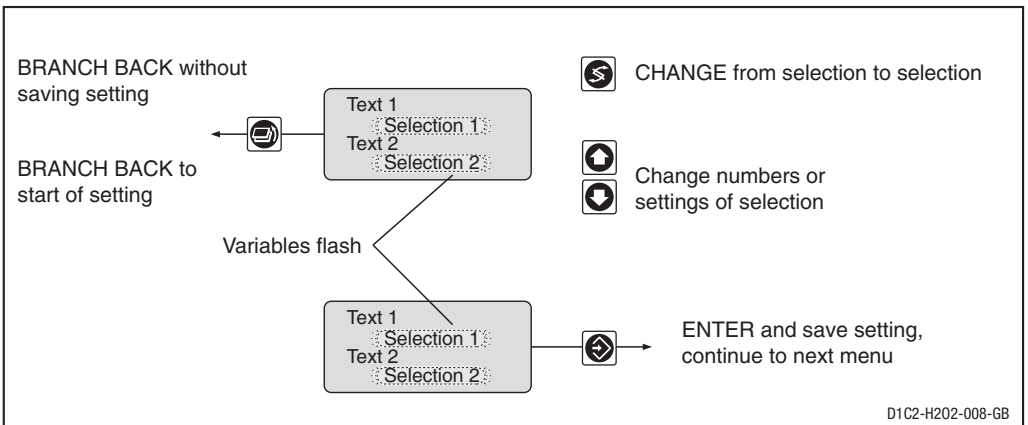 BRANCH BACK without
saving setting
BRANCH BACK to
start of setting
Text 1
Selection 1
Text 2
Selection 2
CHANGE from selection to selection
Change numbers or
settings of selection
Variables flash
Text 1
Selection 1
Text 2
Selection 2
ENTER and save setting,
continue to next menu
D1C2-H2O2-008-GB